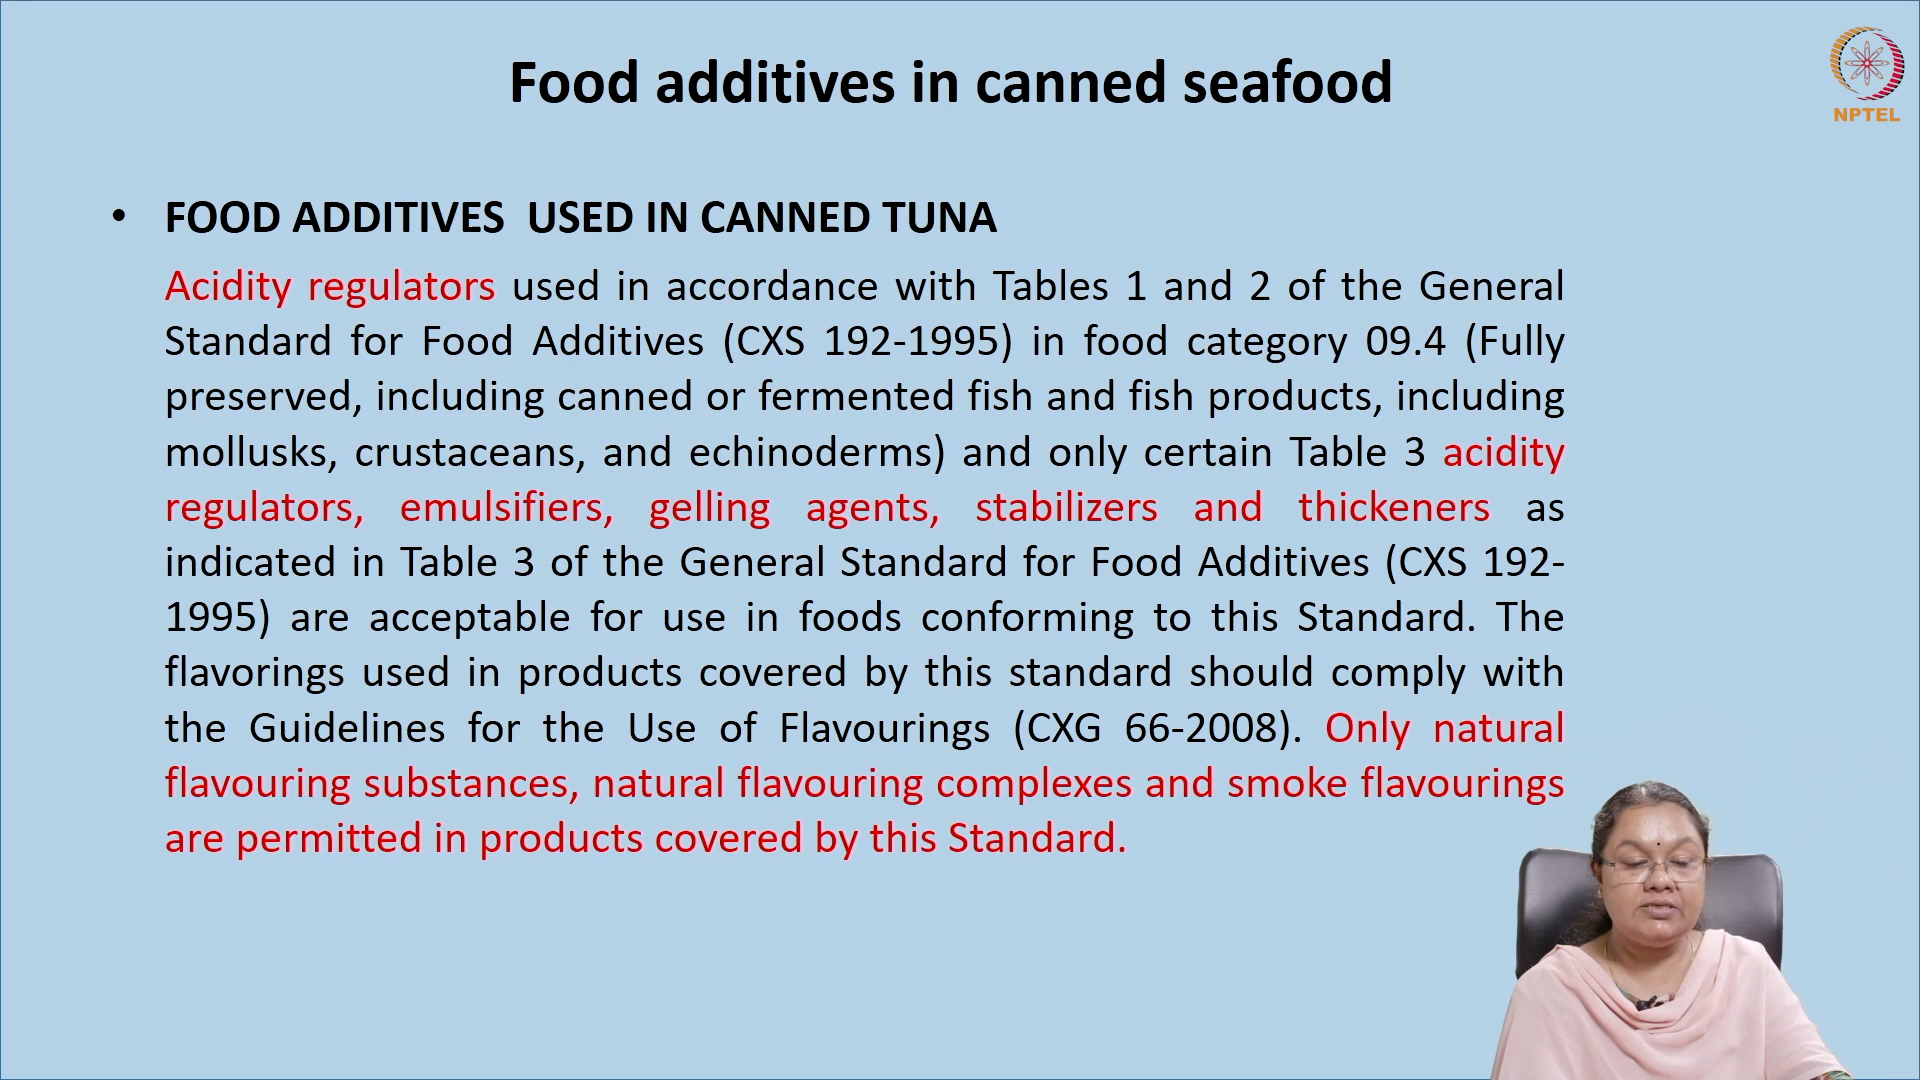 Food additives in canned seafood
NPTEL
• FOOD ADDITIVES USED IN CANNED TUNA
Acidity regulators used in accordance with Tables 1 and 2 of the General
Standard for Food Additives (CXS 192-1995) in food category 09.4 (Fully
preserved, including canned or fermented fish and fish products, including
mollusks, crustaceans, and echinoderms) and only certain Table 3 acidity
regulators, emulsifiers, gelling agents, stabilizers and thickeners as
indicated in Table 3 of the General Standard for Food Additives (CXS 192-
1995) are acceptable for use in foods conforming to this Standard. The
flavorings used in products covered by this standard should comply with
the Guidelines for the Use of Flavourings (CXG 66-2008). Only natural
flavouring substances, natural flavouring complexes and smoke flavourings
are permitted in products covered by this Standard.